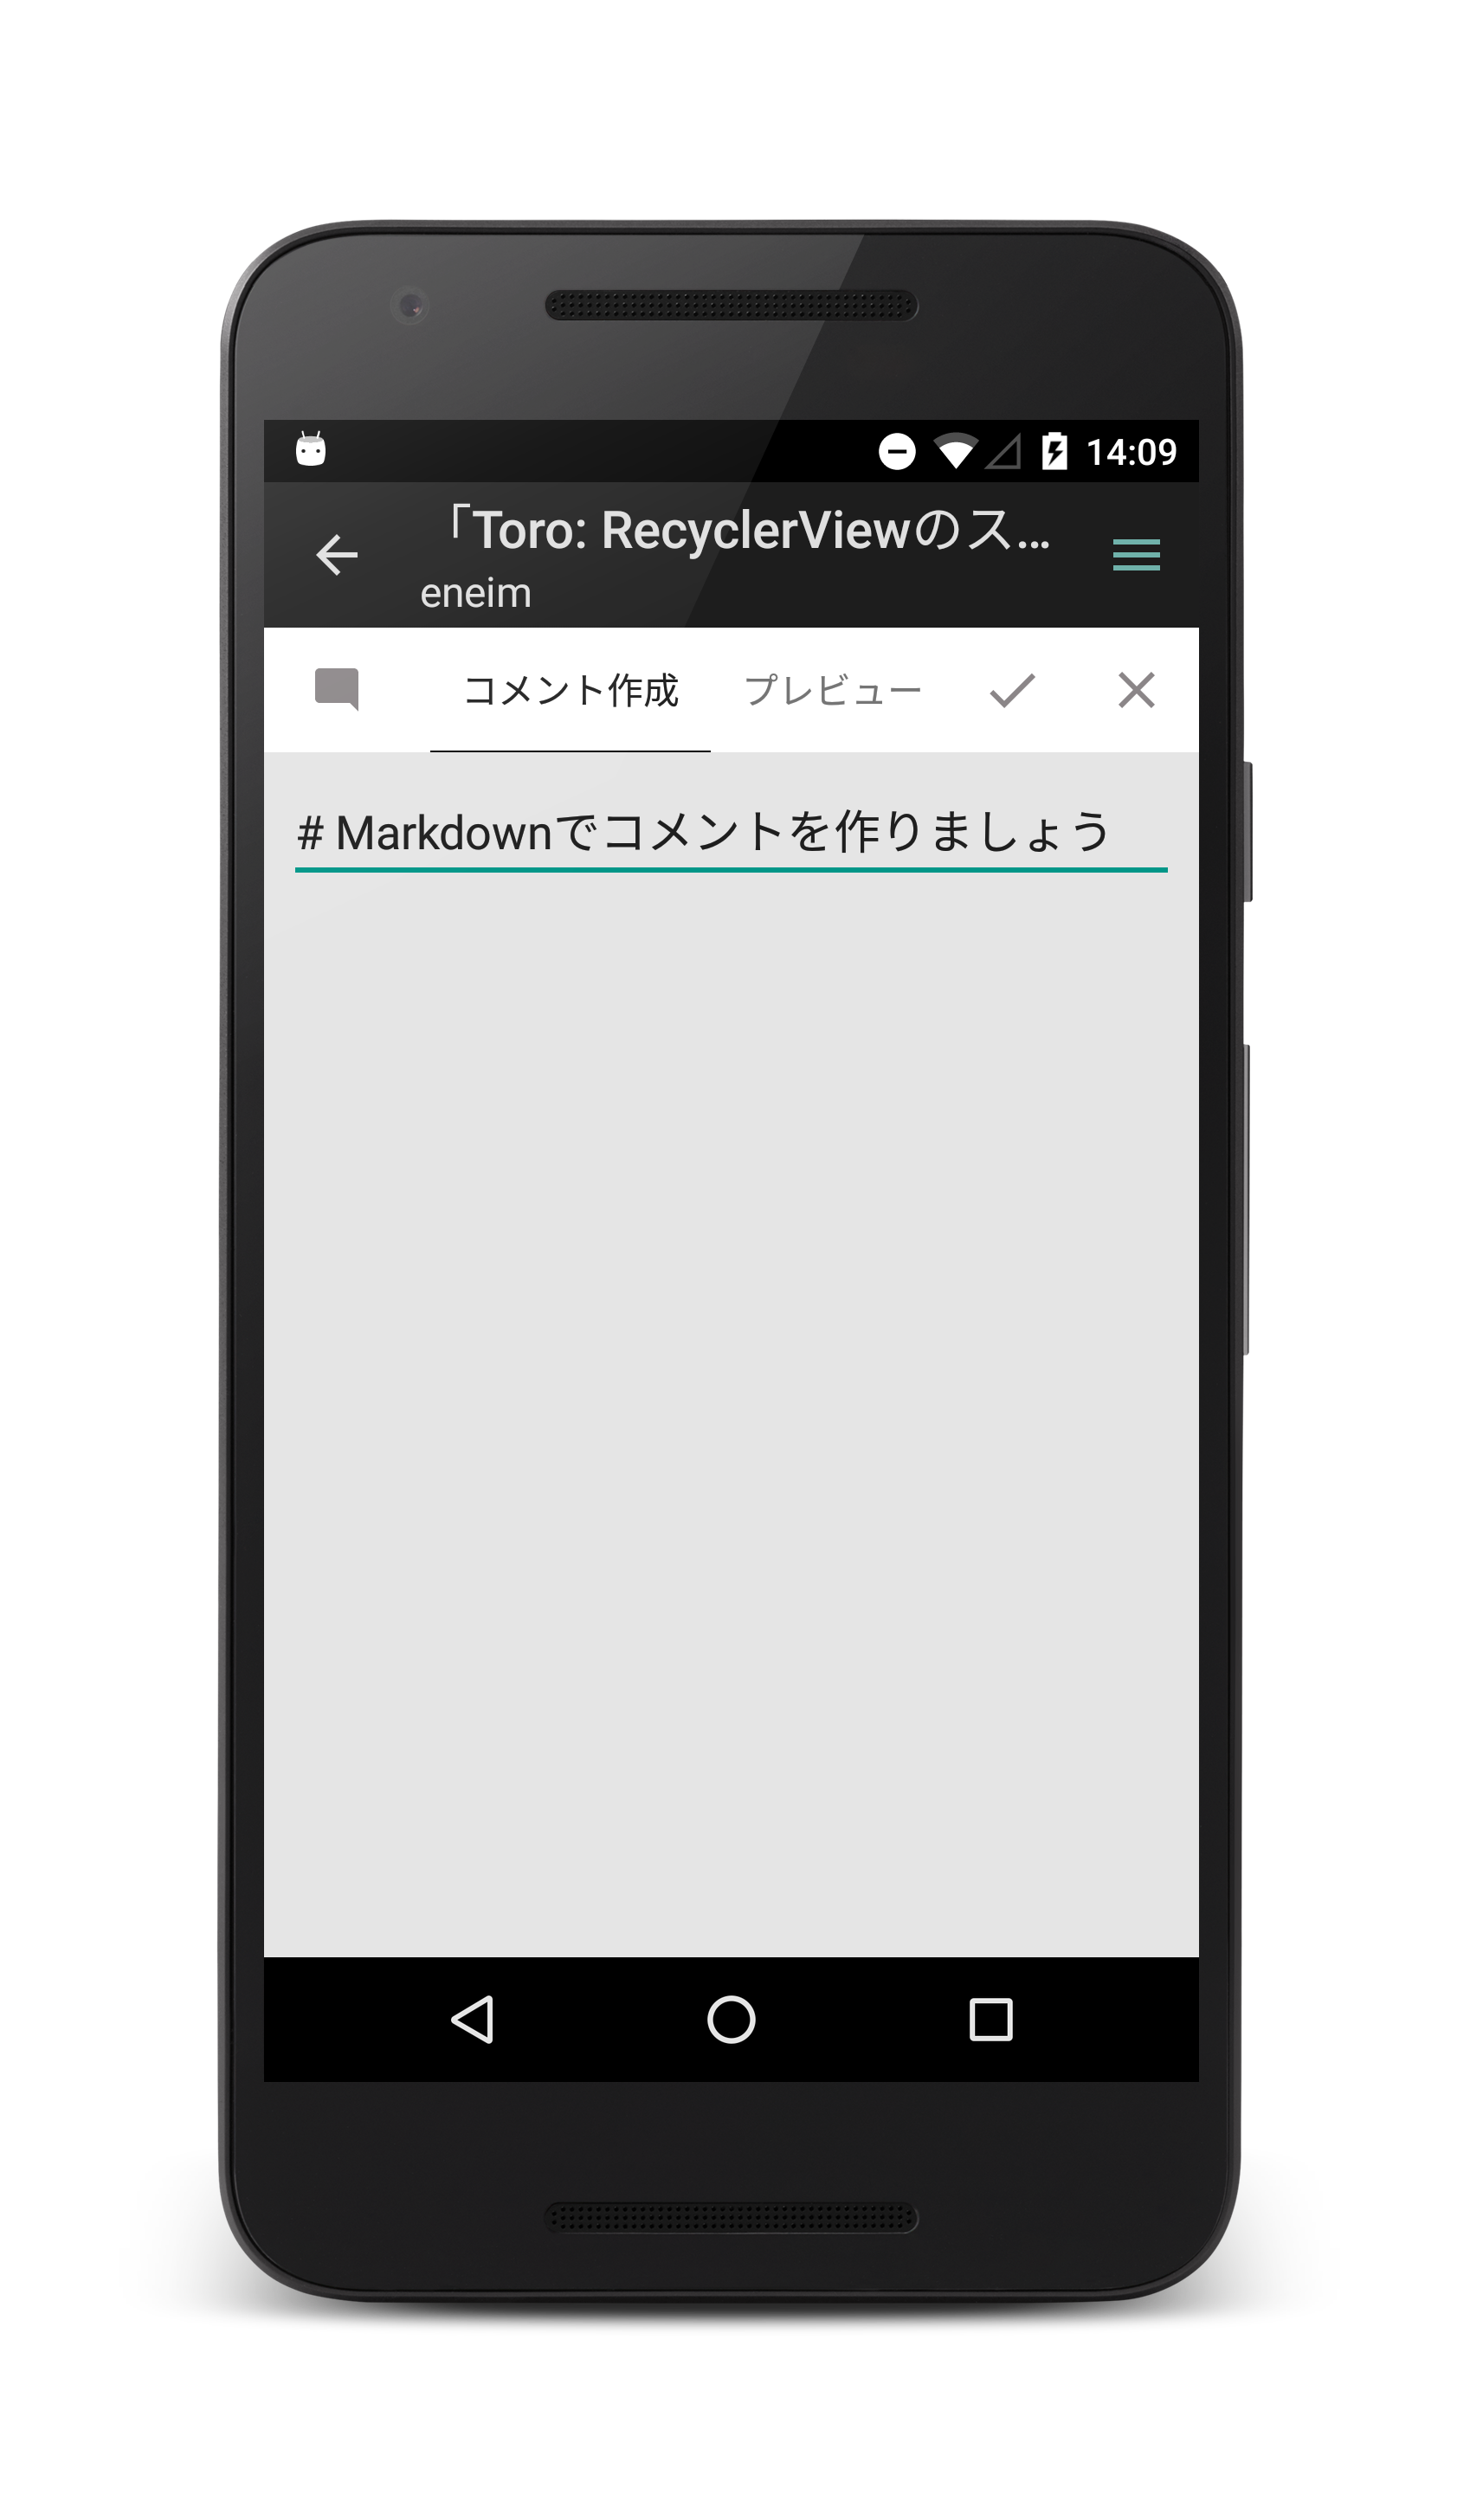 14:09
「Toro: RecyclerViewのス…
eneim
コメント作成 プレビュー
# Markdownでコメントを作りましょう